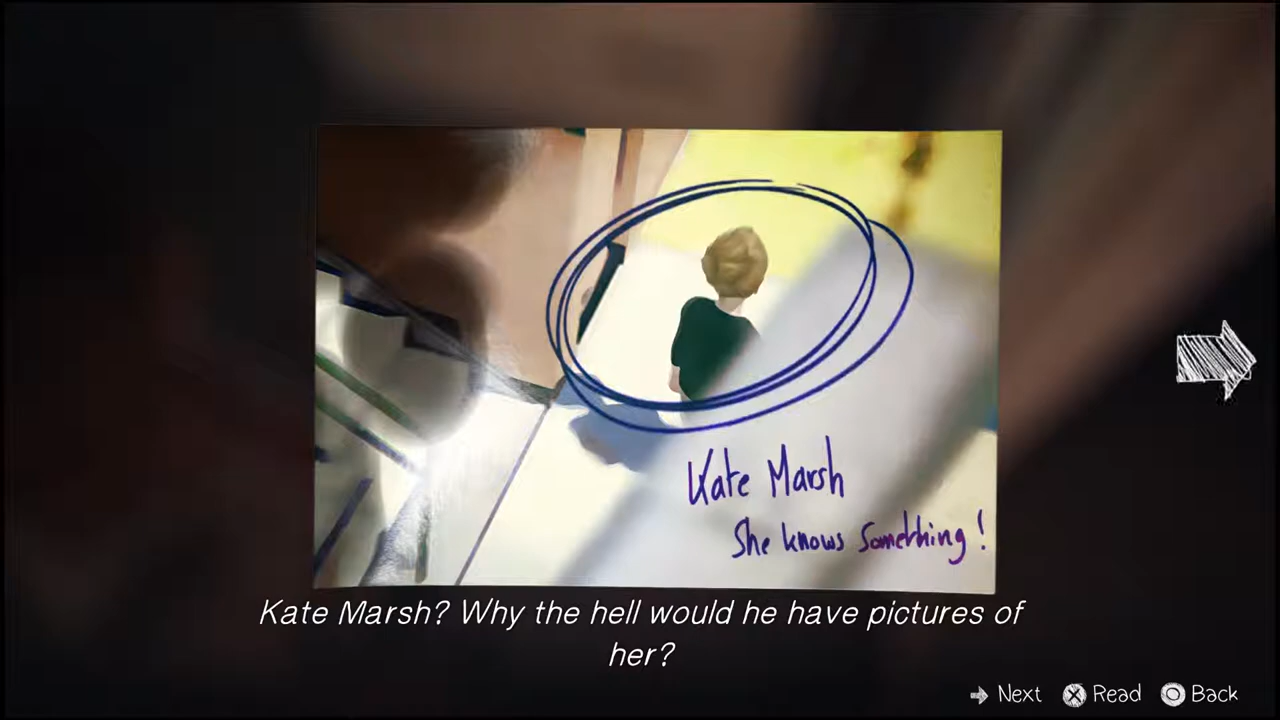 Kate Marsh
She knows something!
Kate Marsh? Why the hell would he have pictures of
her?
Next Read Back